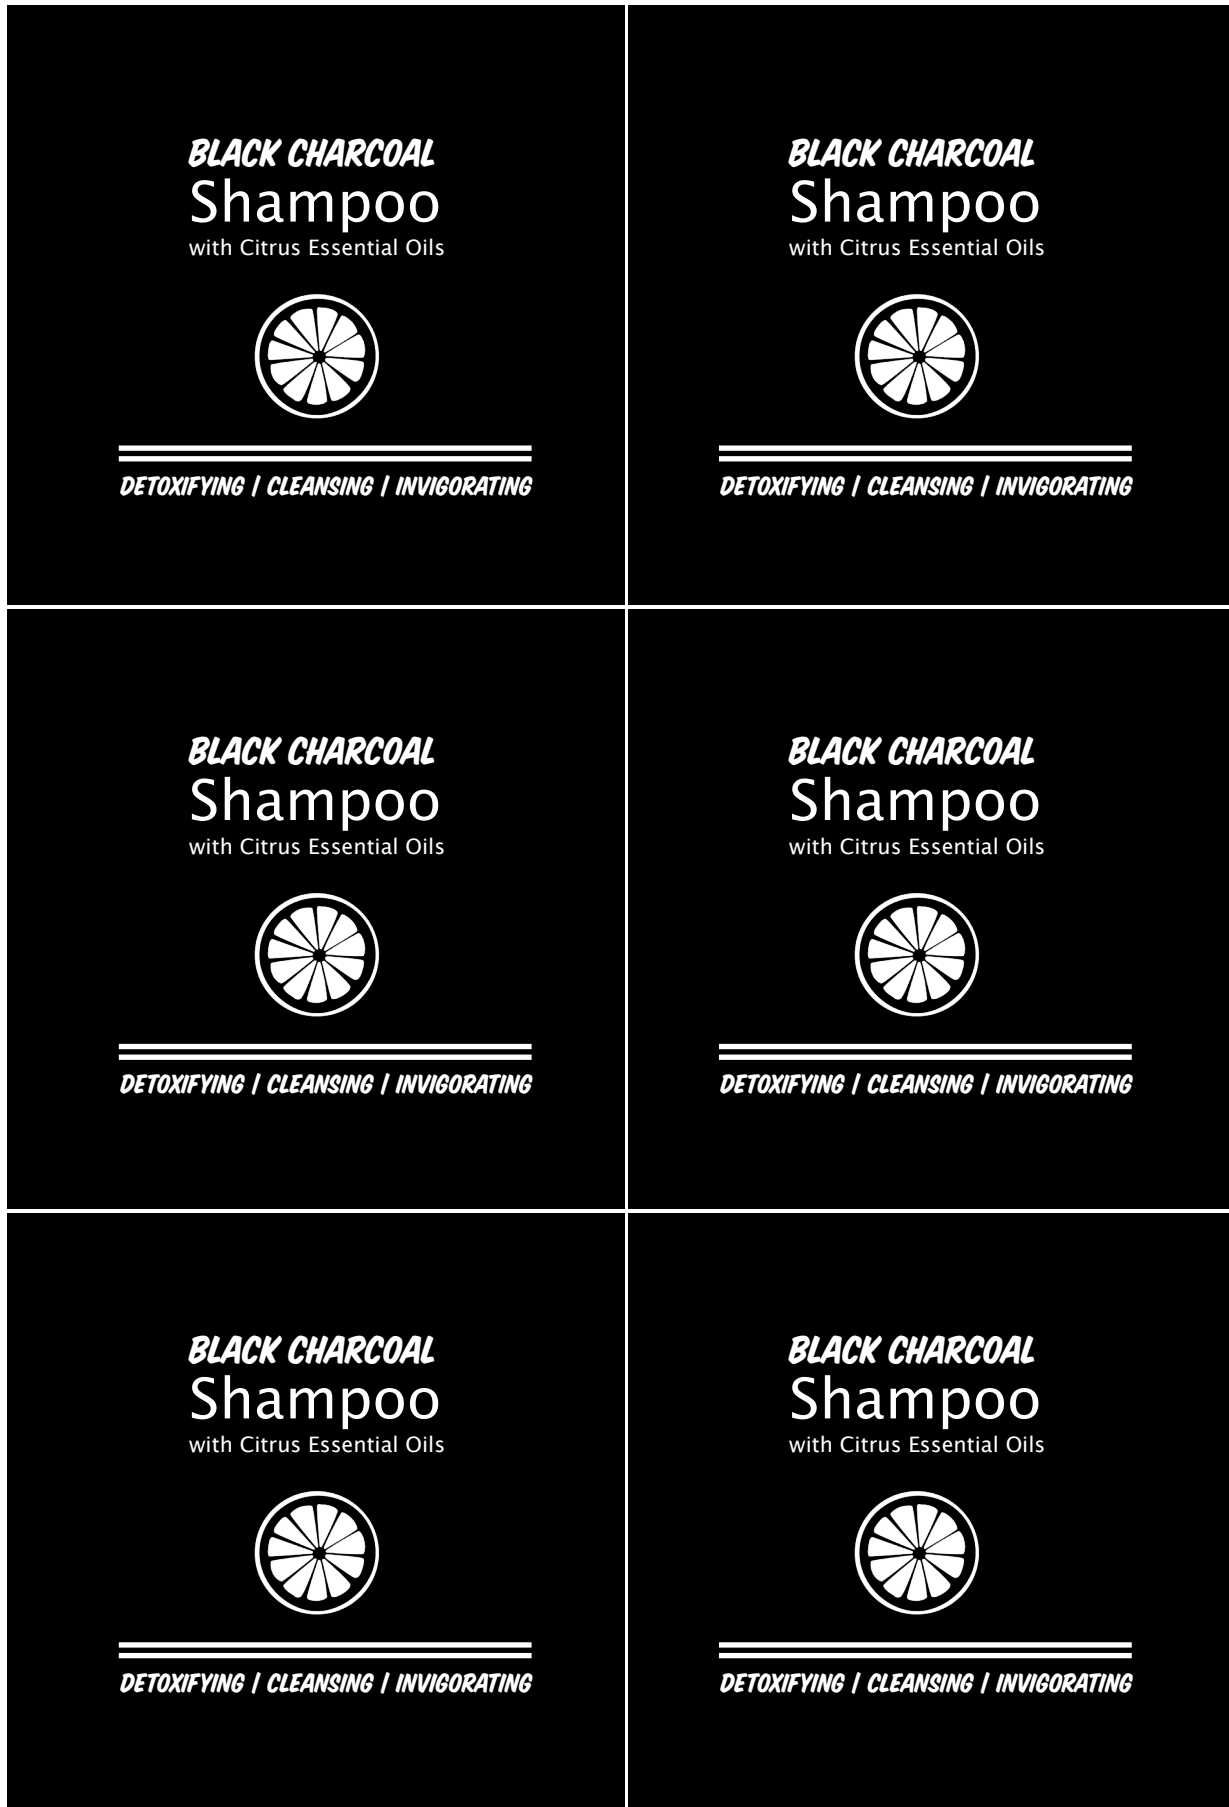 BLACK CHARCOAL
Shampoo
with Citrus Essential Oils
DETOXIFYING / CLEANSING / INVIGORATING
BLACK CHARCOAL
Shampoo
with Citrus Essential Oils
DETOXIFYING / CLEANSING / INVIGORATING
BLACK CHARCOAL
Shampoo
with Citrus Essential Oils
DETOXIFYING / CLEANSING / INVIGORATING
BLACK CHARCOAL
Shampoo
with Citrus Essential Oils
DETOXIFYING / CLEANSING / INVIGORATING
BLACK CHARCOAL
Shampoo
with Citrus Essential Oils
DETOXIFYING / CLEANSING / INVIGORATING
BLACK CHARCOAL
Shampoo
with Citrus Essential Oils
DETOXIFYING / CLEANSING / INVIGORATING